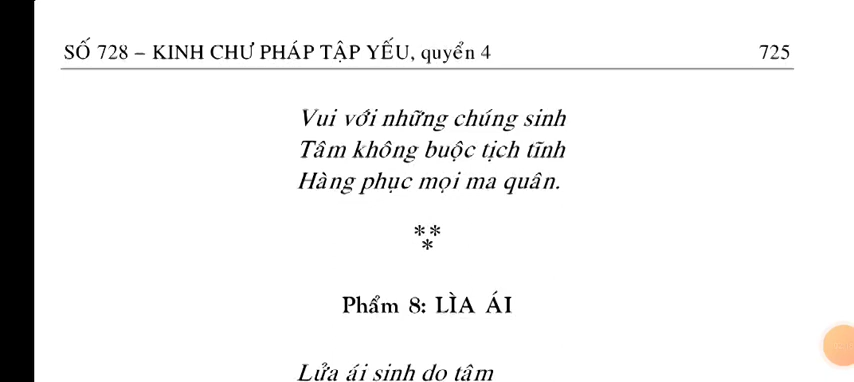 SỐ 728 – KINH CHƯ PHÁP TẬP YẾU, quyển 4 725
Vui với những chúng sinh
Tâm không buộc tịch tĩnh
Hàng phục mọi ma quân.
**
*
Phẩm 8: LÌA ÁI
Lửa ái sinh do tâm